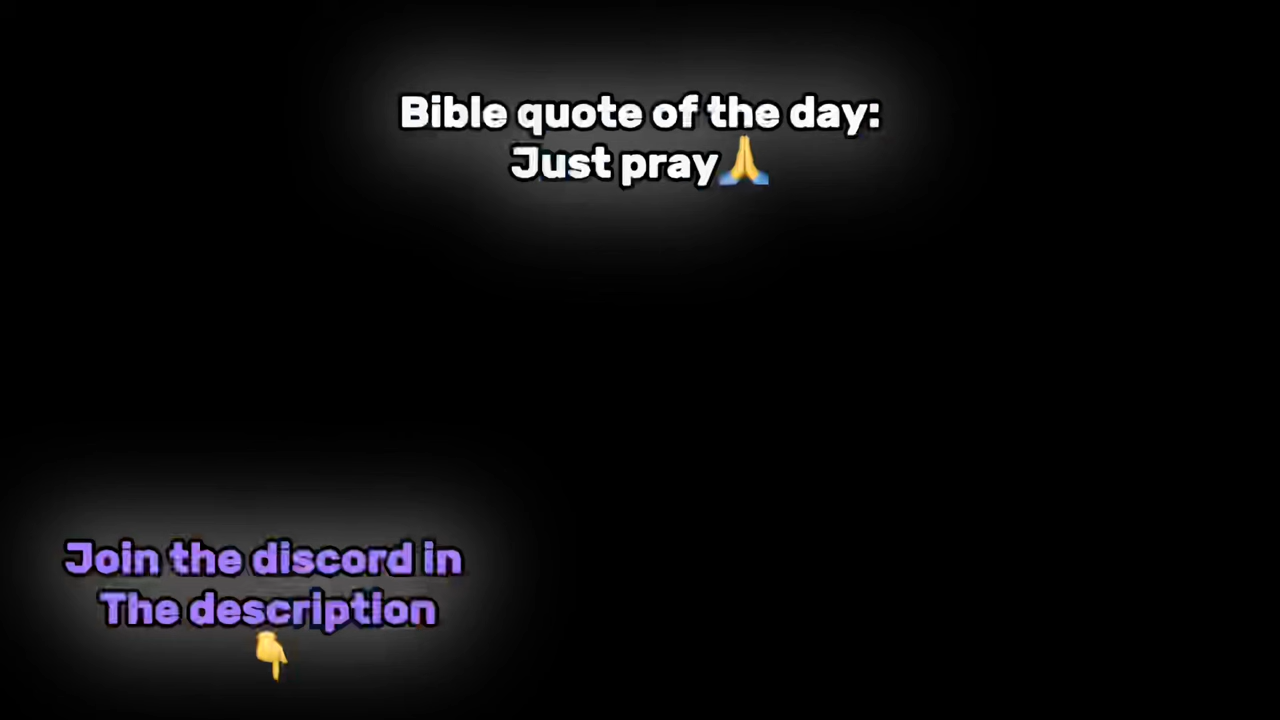 Bible quote of the day:
Just pray🙏
Join the discord in
The description
👇